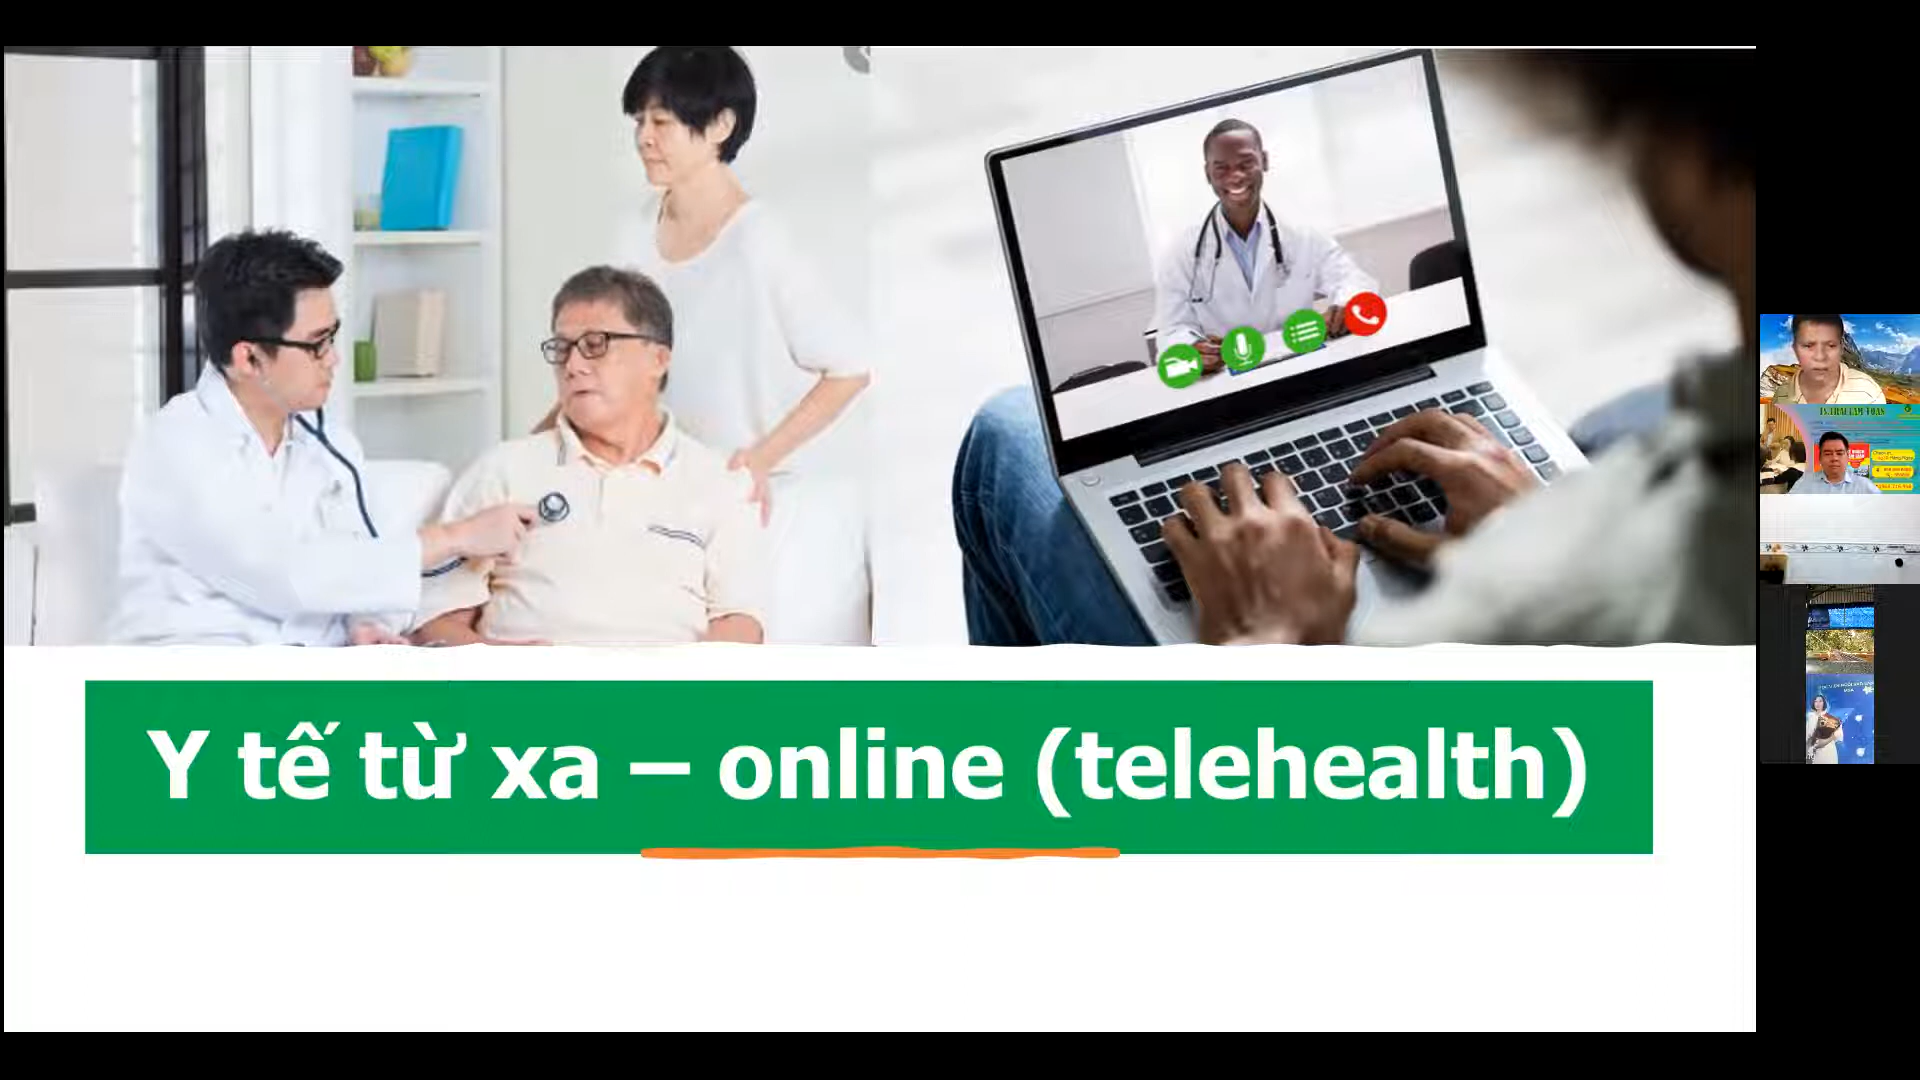 Y tế từ xa – online (telehealth)